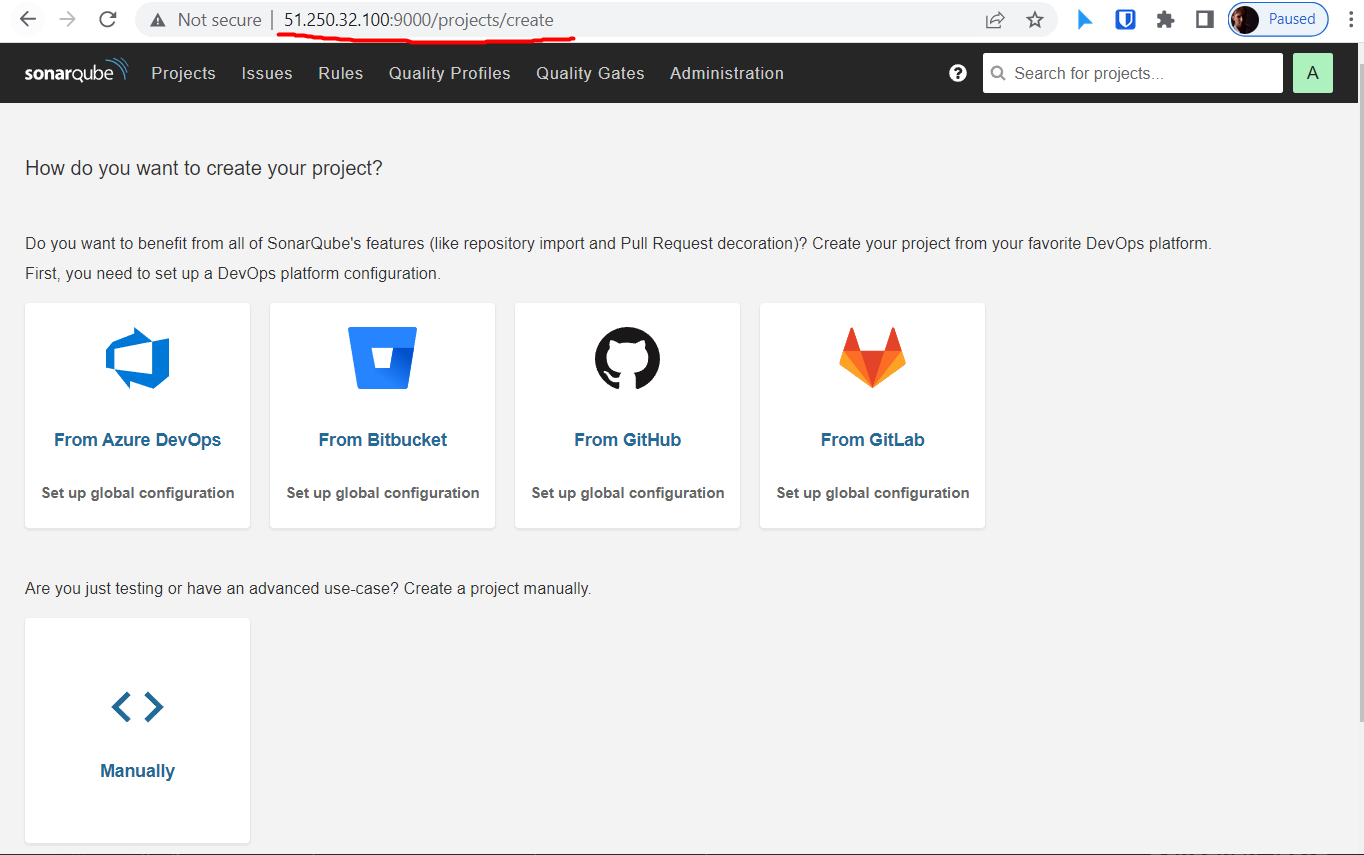 Not secure 51.250.32.100:9000/projects/create Paused
sonarqube Projects Issues Rules Quality Profiles Quality Gates Administration ? Search for projects... A
How do you want to create your project?
Do you want to benefit from all of SonarQube's features (like repository import and Pull Request decoration)? Create your project from your favorite DevOps platform.
First, you need to set up a DevOps platform configuration.
From Azure DevOps From Bitbucket From GitHub From GitLab
Set up global configuration Set up global configuration Set up global configuration Set up global configuration
Are you just testing or have an advanced use-case? Create a project manually.
Manually